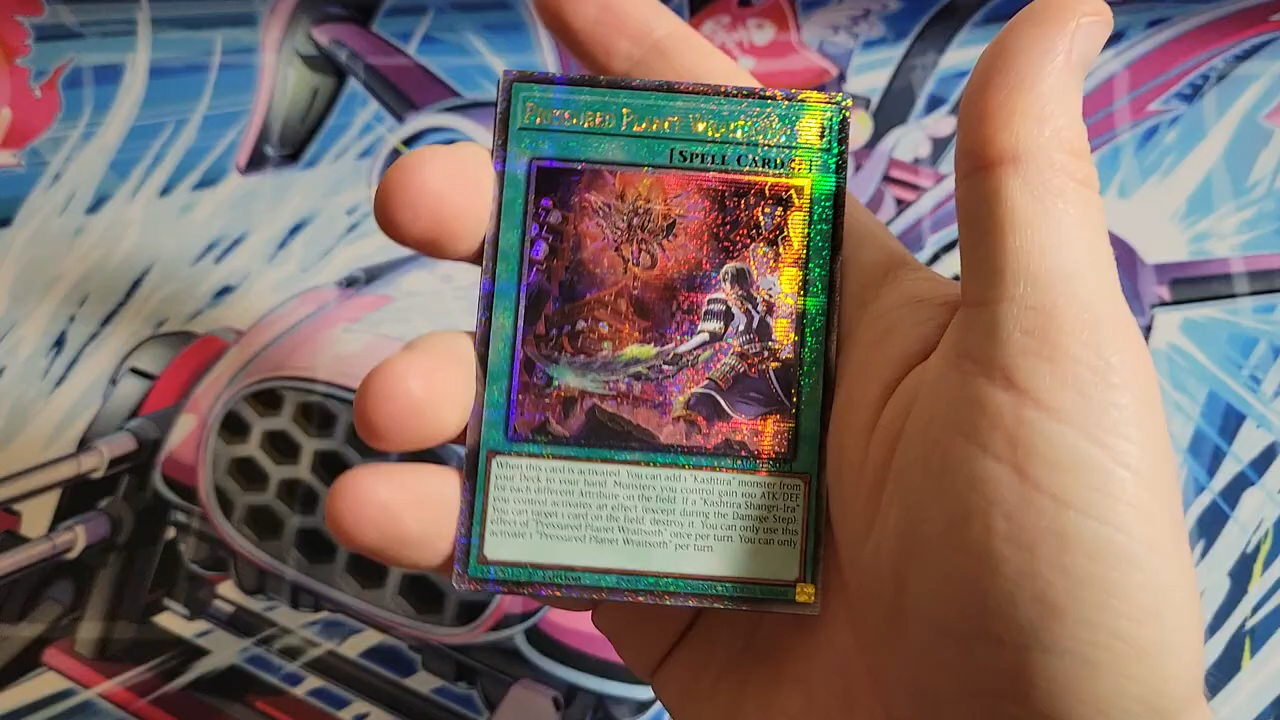 Pressured Planet Wraitsoth
[Spell Card
When this card is activated: You can add 1 "Kashtira" monster from
your Deck to your hand. Monsters you control gain 100 ATK/DEF
for each different Attribute on the field. If a "Kashtira Shangri-Ira"
you control activates an effect (except during the Damage Step):
You can target 1 card on the field; destroy it. You can only use this
effect of "Pressured Planet Wraitsoth" once per turn. You can only
activate 1 "Pressured Planet Wraitsoth" per turn.